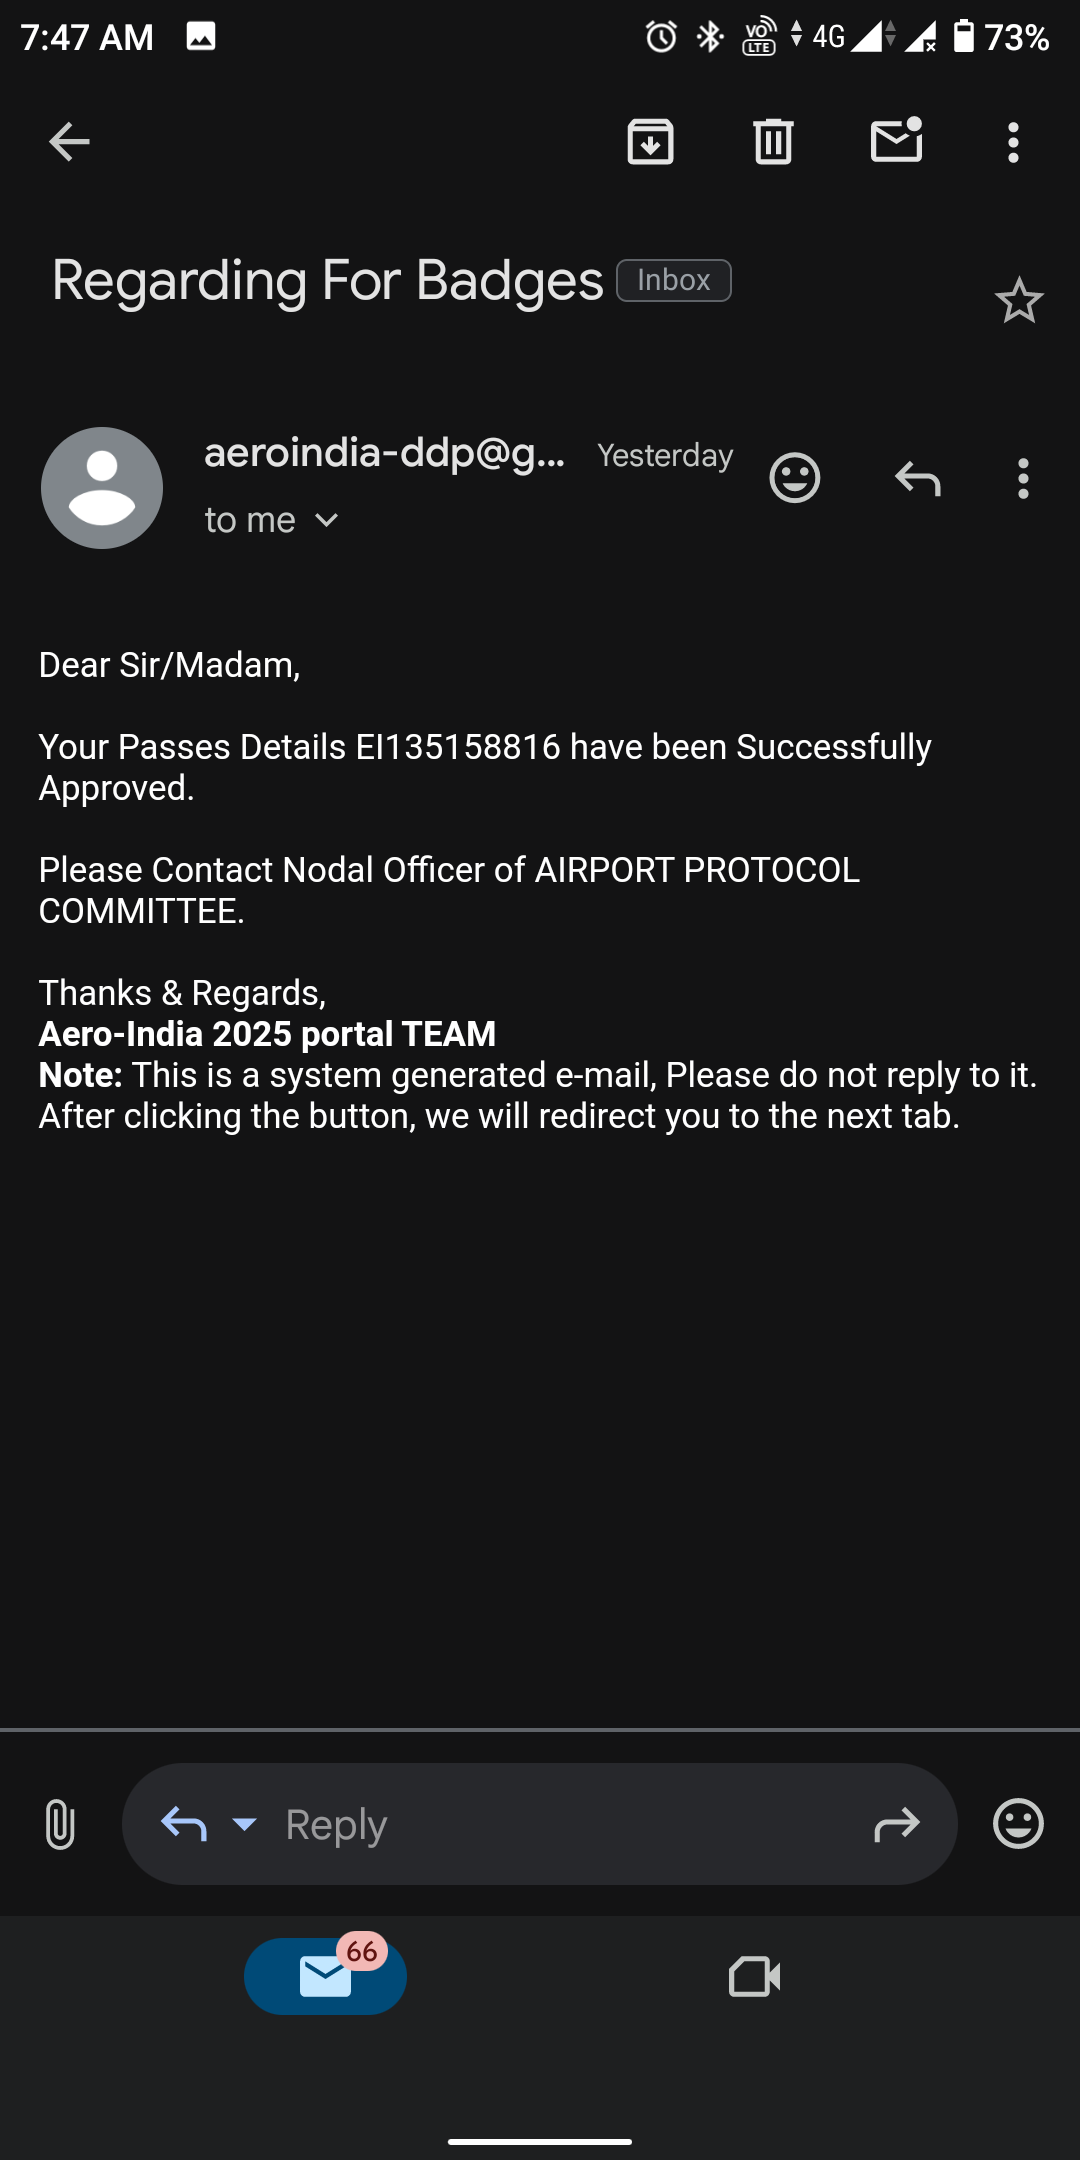 7:47 AM
VO LTE 4G 73%
Regarding For Badges Inbox
aeroindia-ddp@g... Yesterday
to me
Dear Sir/Madam,
Your Passes Details EI135158816 have been Successfully
Approved.
Please Contact Nodal Officer of AIRPORT PROTOCOL
COMMITTEE.
Thanks & Regards,
Aero-India 2025 portal TEAM
Note: This is a system generated e-mail, Please do not reply to it.
After clicking the button, we will redirect you to the next tab.
Reply
66